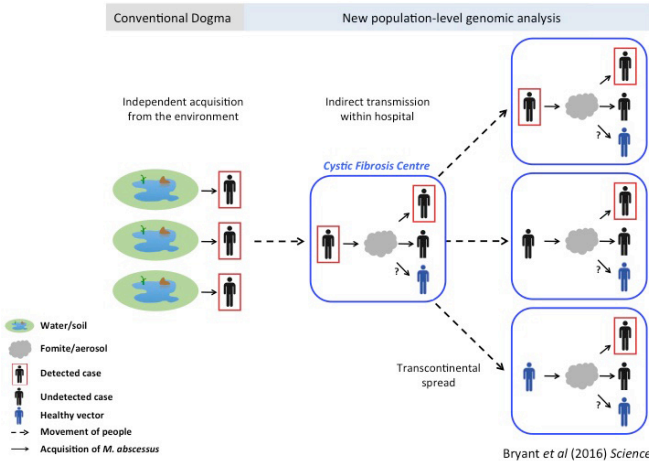 Conventional Dogma
New population-level genomic analysis
Independent acquisition
from the environment
Indirect transmission
within hospital
Cystic Fibrosis Centre
?
?
?
?
Transcontinental
spread
Water/soil
Fomite/aerosol
Detected case
Undetected case
Healthy vector
Movement of people
Acquisition of M. abscessus
Bryant et al (2016) Science